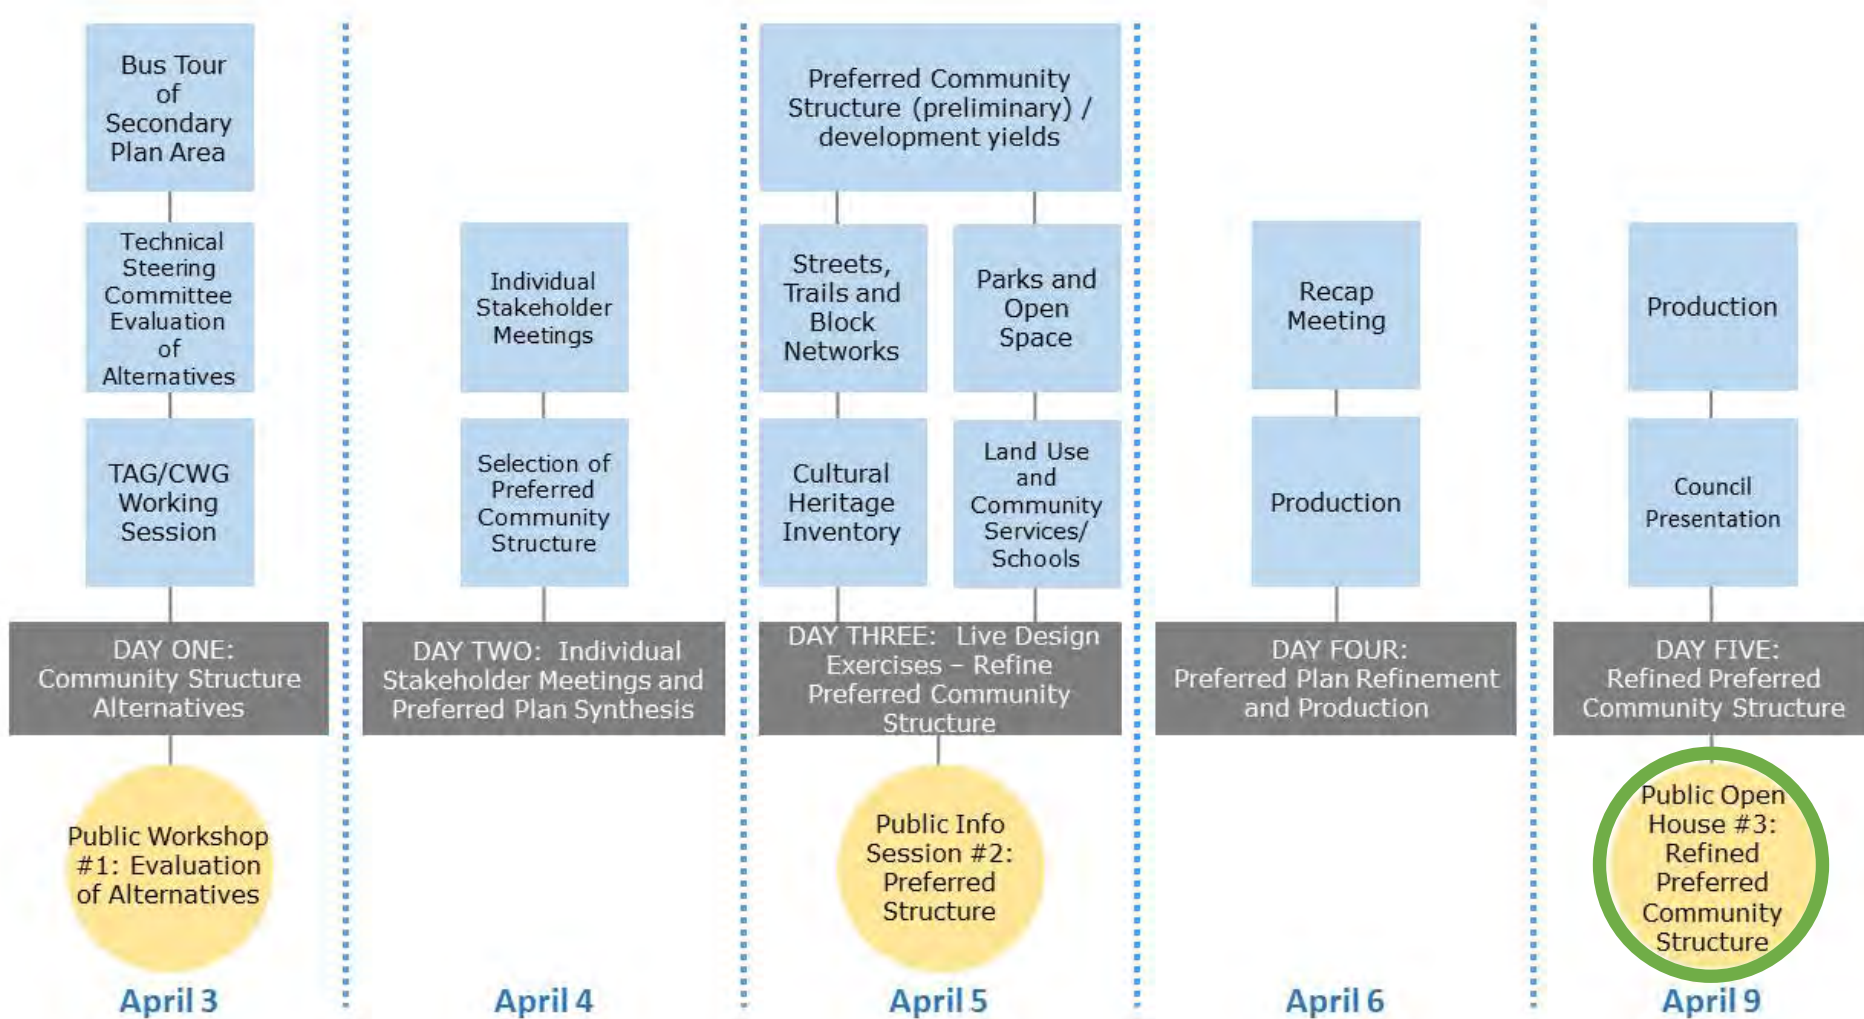 Bus Tour
of
Secondary
Plan Area
Technical
Steering
Committee
Evaluation
of
Alternatives
TAG/CWG
Working
Session
DAY ONE:
Community Structure
Alternatives
Public Workshop
#1: Evaluation
of Alternatives
April 3
Individual
Stakeholder
Meetings
Selection of
Preferred
Community
Structure
DAY TWO: Individual
Stakeholder Meetings and
Preferred Plan Synthesis
April 4
Preferred Community
Structure (preliminary) /
development yields
Streets,
Trails and
Block
Networks
Parks and
Open
Space
Cultural
Heritage
Inventory
Land Use
and
Community
Services/
Schools
DAY THREE: Live Design
Exercises – Refine
Preferred Community
Structure
Public Info
Session #2:
Preferred
Structure
April 5
Recap
Meeting
Production
DAY FOUR:
Preferred Plan Refinement
and Production
April 6
Production
Council
Presentation
DAY FIVE:
Refined Preferred
Community Structure
Public Open
House #3:
Refined
Preferred
Community
Structure
April 9